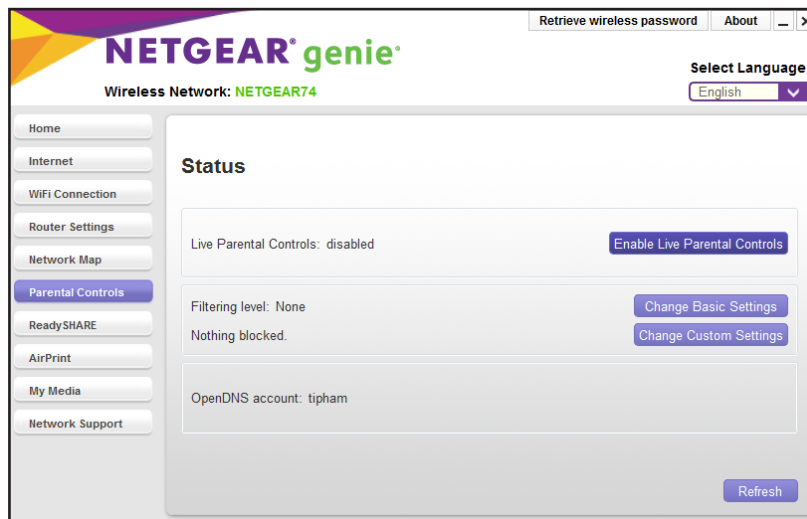 Retrieve wireless password
About
NETGEAR® genie®
Select Language
Wireless Network: NETGEAR74
English
Home
Internet
WiFi Connection
Router Settings
Network Map
Parental Controls
ReadySHARE
AirPrint
My Media
Network Support
Status
Live Parental Controls: disabled
Enable Live Parental Controls
Filtering level: None
Change Basic Settings
Nothing blocked.
Change Custom Settings
OpenDNS account: tipham
Refresh